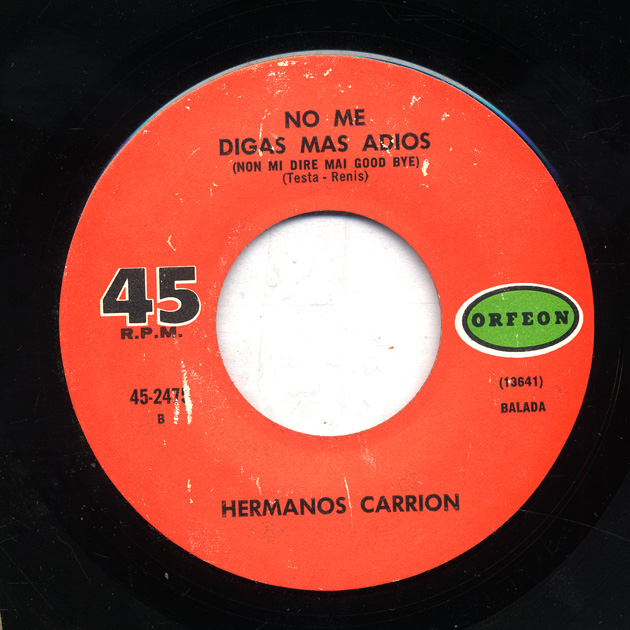 NO ME
DIGAS MAS ADIOS
(NON MI DIRE MAI GOOD BYE)
(Testa - Renis)
45
R.P.M.
ORFEON
(13641)
BALADA
B
HERMANOS CARRION